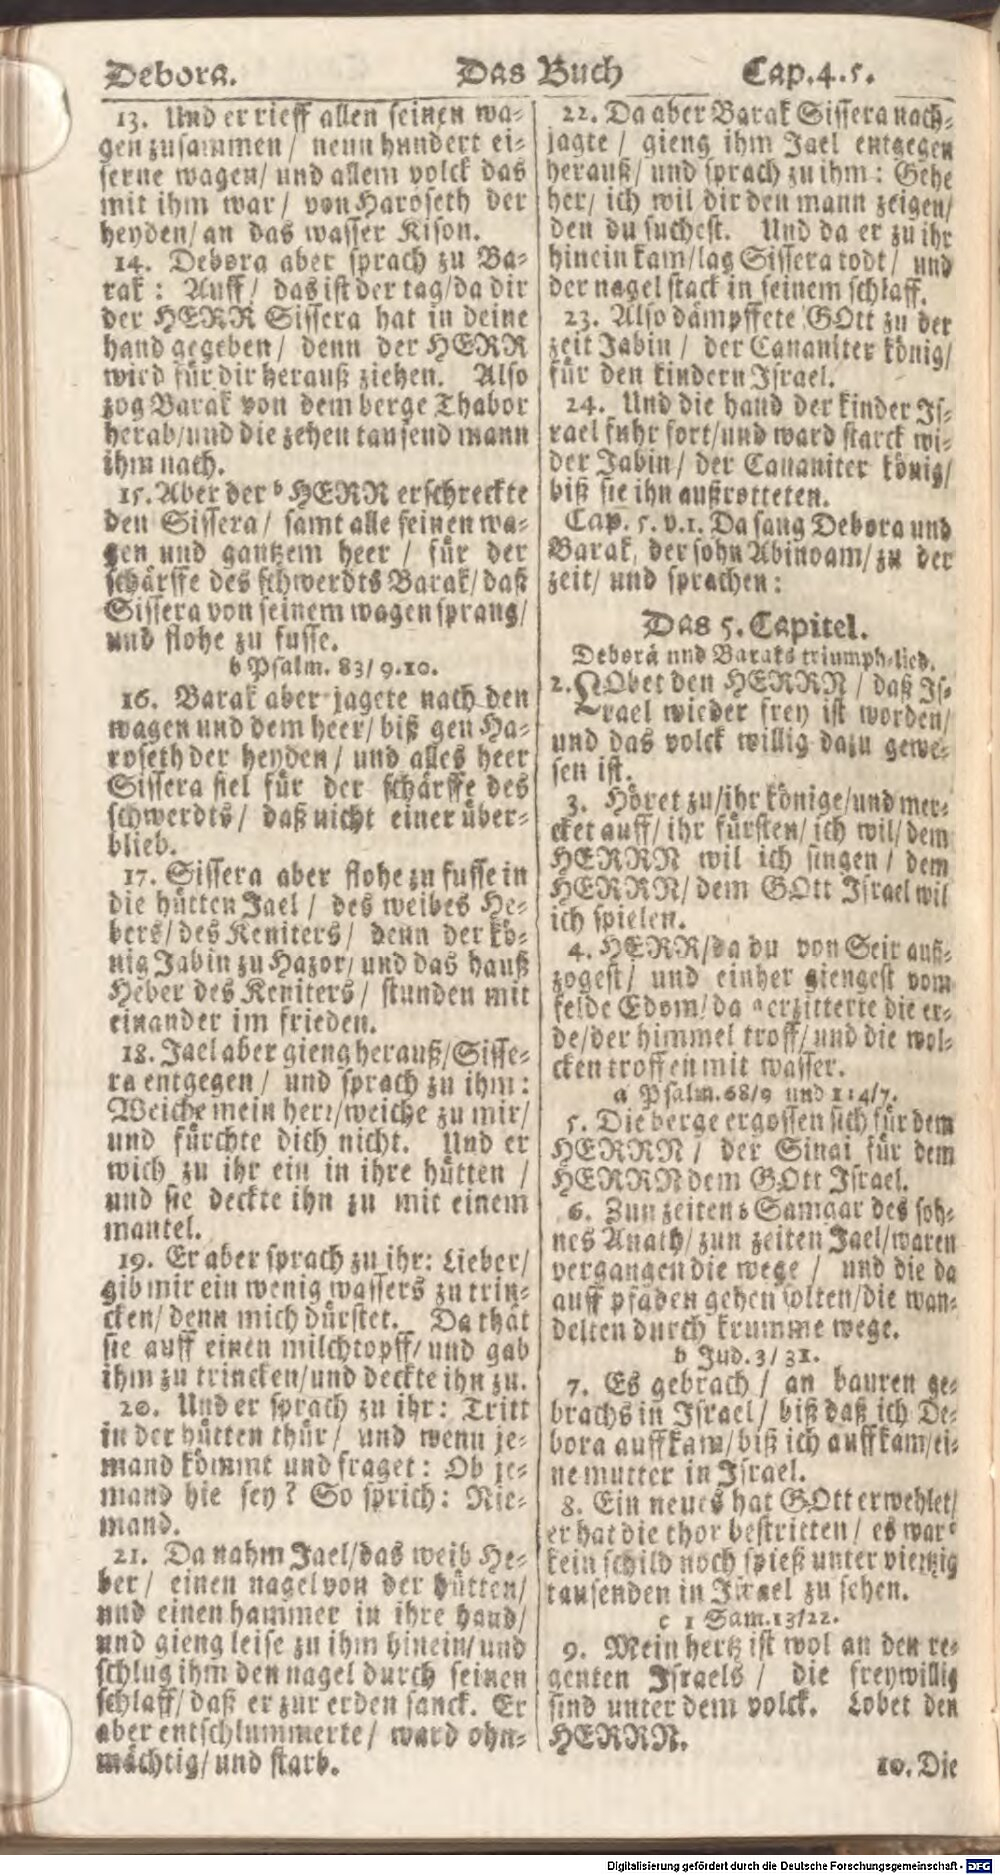 Debora. Das Buch Cap.4.5.
13. Und er rieff allen seinen wa-
gen zusammen / neun hundert ei-
serne wagen/ und allem volck das
mit ihm war / von Haroseth der
heyden/ an das wasser Kison.
14. Debora aber sprach zu Ba-
rak : Auff / das ist der tag/ da dir
der HERR Sissera hat in deine
hand gegeben / denn der HERR
wird für dir herauß ziehen. Also
zog Barak von dem berge Thabor
herab/und die zehen tausend mann
ihm nach.
15. Aber der b HERR erschreckte
den Sissera / samt alle seinen wa-
gen und gantzem heer / für der
schärffe des schwerdts Barak/ daß
Sissera von seinem wagen sprang/
und flohe zu fusse.
b Psalm. 83/9.10.
16. Barak aber jagete nach den
wagen und dem heer/ biß gen Ha-
roseth der heyden / und alles heer
Sissera fiel für der schärffe des
schwerdts / daß nicht einer über-
blieb.
17. Sissera aber flohe zu fusse in
die hütten Jael / des weibes He-
bers/ des Keniters / denn der kö-
nig Jabin zu Hazor/ und das hauß
Heber des Keniters / stunden mit
einander im frieden.
18. Jael aber gieng herauß/Sisse-
ra entgegen / und sprach zu ihm :
Weiche mein herr/weiche zu mir/
und fürchte dich nicht. Und er
wich zu ihr ein in ihre hütten /
und sie deckte ihn zu mit einem
mantel.
19. Er aber sprach zu ihr: Lieber/
gib mir ein wenig wassers zu trin-
cken/ denn mich dürstet. Da thät
sie auff einen milchtopff/ und gab
ihm zu trincken/und deckte ihn zu.
20. Und er sprach zu ihr: Tritt
in der hütten thür / und wenn je-
mand kömmt und fraget : Ob je-
mand hie sey ? So sprich: Nie-
mand.
21. Da nahm Jael/das weib He-
ber / einen nagel von der hütten/
und einen hammer in ihre hand/
und gieng leise zu ihm hinein/ und
schlug ihm den nagel durch seinen
schlaff/ daß er zur erden sanck. Er
aber entschlummerte / ward ohn-
mächtig/ und starb.
22. Da aber Barak Sissera nach-
jagte / gieng ihm Jael entgegen
herauß/ und sprach zu ihm : Gehe
her/ ich wil dir den mann zeigen/
den du suchest. Und da er zu ihr
hinein kam/lag Sissera todt / und
der nagel stack in seinem schlaff.
23. Also dämpffete GOtt zu der
zeit Jabin / der Cananiter könig/
für den kindern Israel.
24. Und die hand der kinder Is-
rael fuhr fort/und ward starck wi-
der Jabin / der Cananiter könig/
biß sie ihn außrotteten.
Cap. 5. v.1. Da sang Debora und
Barak, der sohn Abinoam/ zu der
zeit/ und sprachen :
Das 5. Capitel.
Deborä und Baraks triumph-lied.
2. LObet den HERRN / daß Is-
rael wieder frey ist worden/
und das volck willig dazu gewe-
sen ist.
3. Höret zu/ihr könige/und mer-
cket auff/ ihr fürsten/ ich wil/ dem
HERRN wil ich singen / dem
HERRN/ dem GOtt Israel wil
ich spielen.
4. HERR/da du von Seir auß-
zogest / und einher giengest vom
felde Edom/ da a erzitterte die er-
de/der himmel troff/ und die wol-
cken troffen mit wasser.
a Psalm.68/9 und 114/7.
5. Die berge ergossen sich für dem
HERRN / der Sinai für dem
HERRN dem GOtt Israel.
6. Zun zeiten b Samgar des soh-
nes Anath/ zun zeiten Jael/waren
vergangen die wege / und die da
auff pfäden gehen solten/die wan-
delten durch krumme wege.
b Jud.3/31.
7. Es gebrach / an bauren ge-
brachs in Israel / biß daß ich De-
bora auffkam/ biß ich auffkam/ei-
ne mutter in Israel.
8. Ein neues hat GOtt erwehlet/
er hat die thor bestritten / es war c
kein schild noch spieß unter viertzig
tausenden in Israel zu sehen.
c 1 Sam.13/22.
9. Mein hertz ist wol an den re-
genten Israels / die freywillig
sind unter dem volck. Lobet den
HERRN.
10. Die
Digitalisierung gefördert durch die Deutsche Forschungsgemeinschaft - DFG